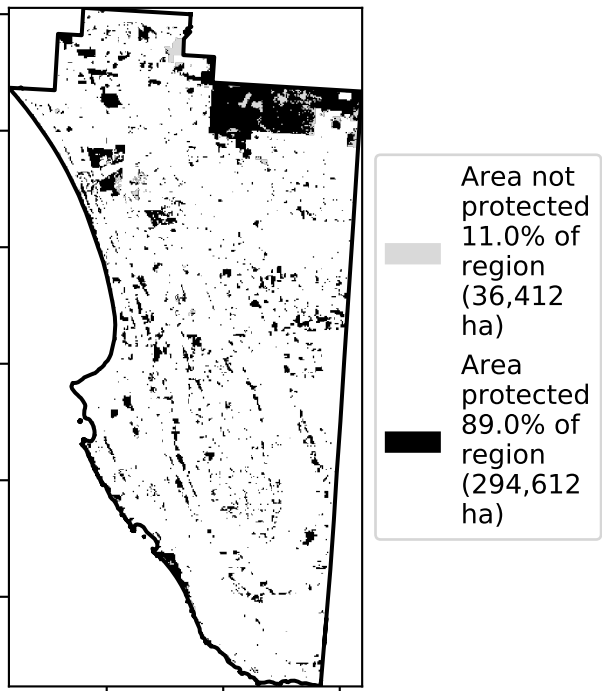 Area not
protected
11.0% of
region
(36,412
ha)
Area
protected
89.0% of
region
(294,612
ha)